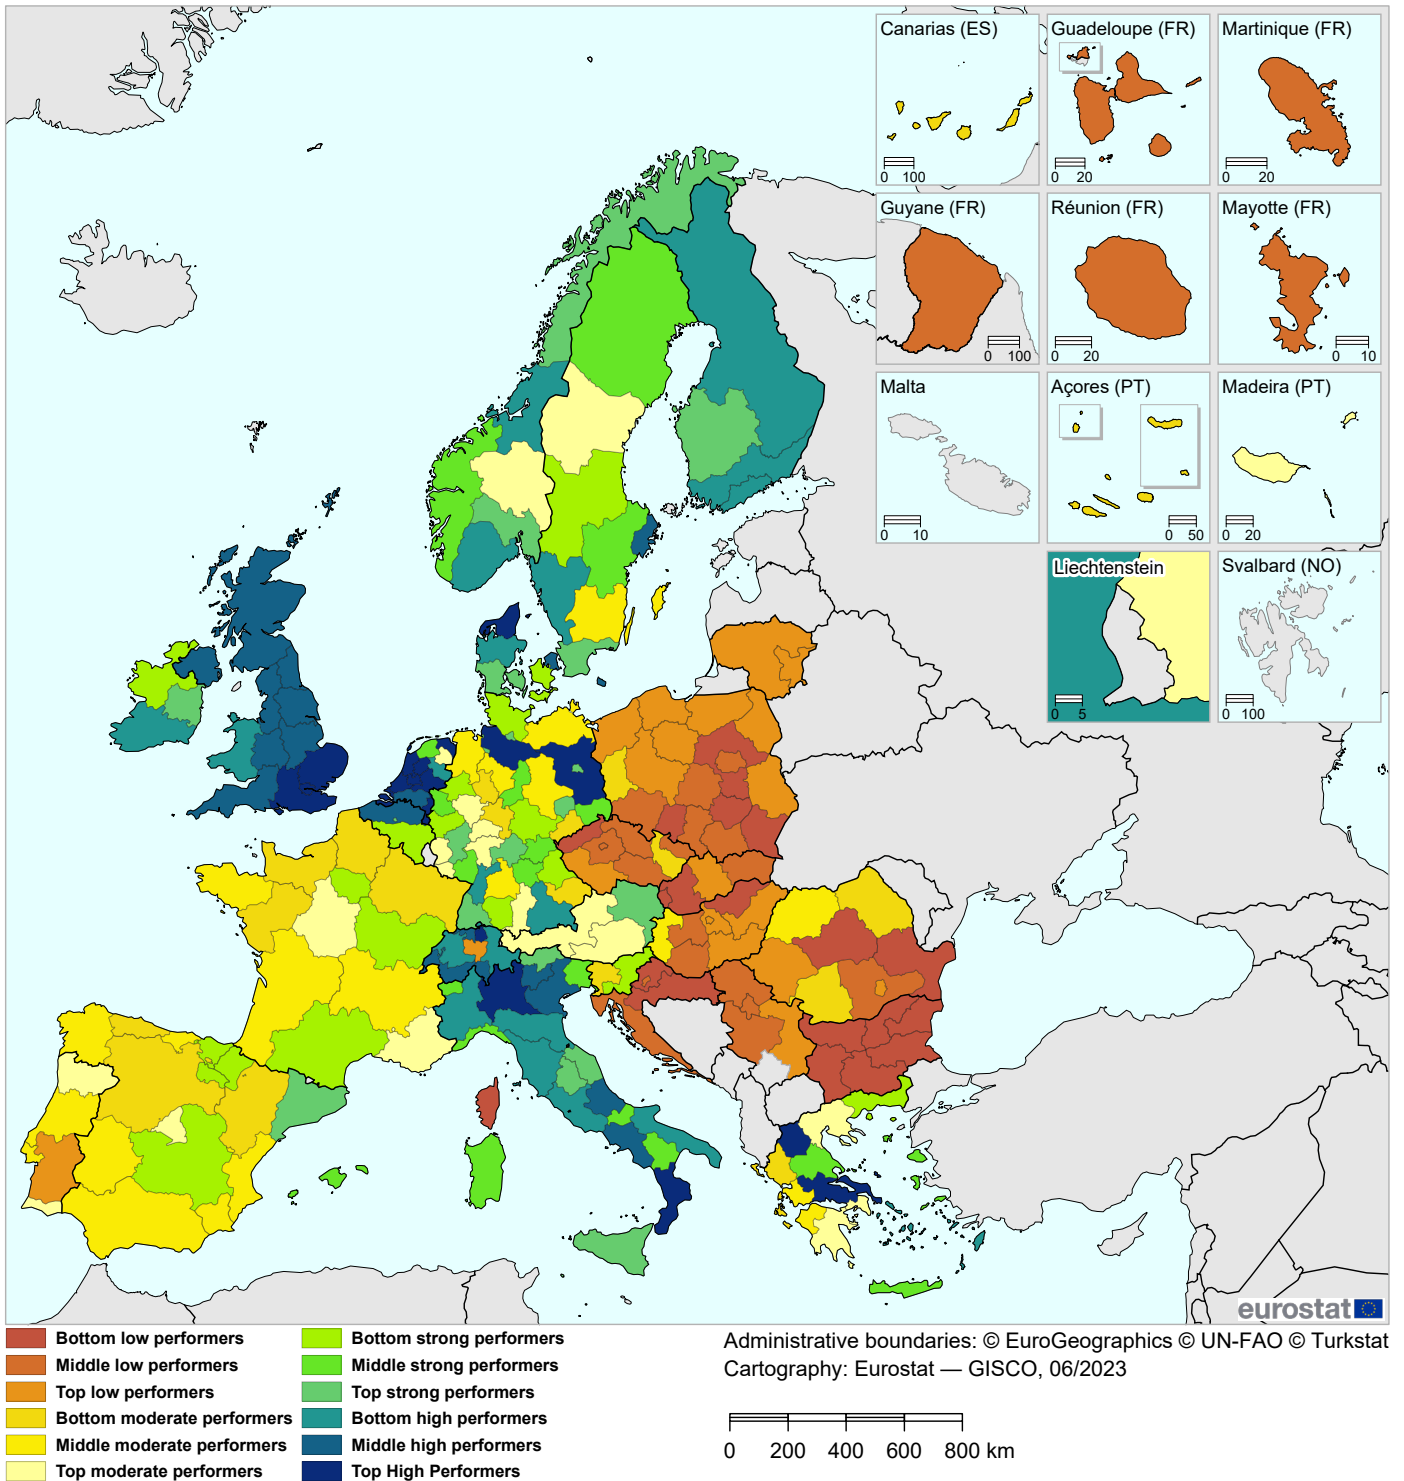 Canarias (ES)
0 100
Guadeloupe (FR)
0 20
Martinique (FR)
0 20
Guyane (FR)
0 100
Réunion (FR)
0 20
Mayotte (FR)
0 10
Malta
0 10
Açores (PT)
0 50
Madeira (PT)
0 20
Liechtenstein
0 5
Svalbard (NO)
0 100
eurostat
Bottom low performers
Middle low performers
Top low performers
Bottom moderate performers
Middle moderate performers
Top moderate performers
Bottom strong performers
Middle strong performers
Top strong performers
Bottom high performers
Middle high performers
Top High Performers
Administrative boundaries: © EuroGeographics © UN-FAO © Turkstat
Cartography: Eurostat — GISCO, 06/2023
0 200 400 600 800 km